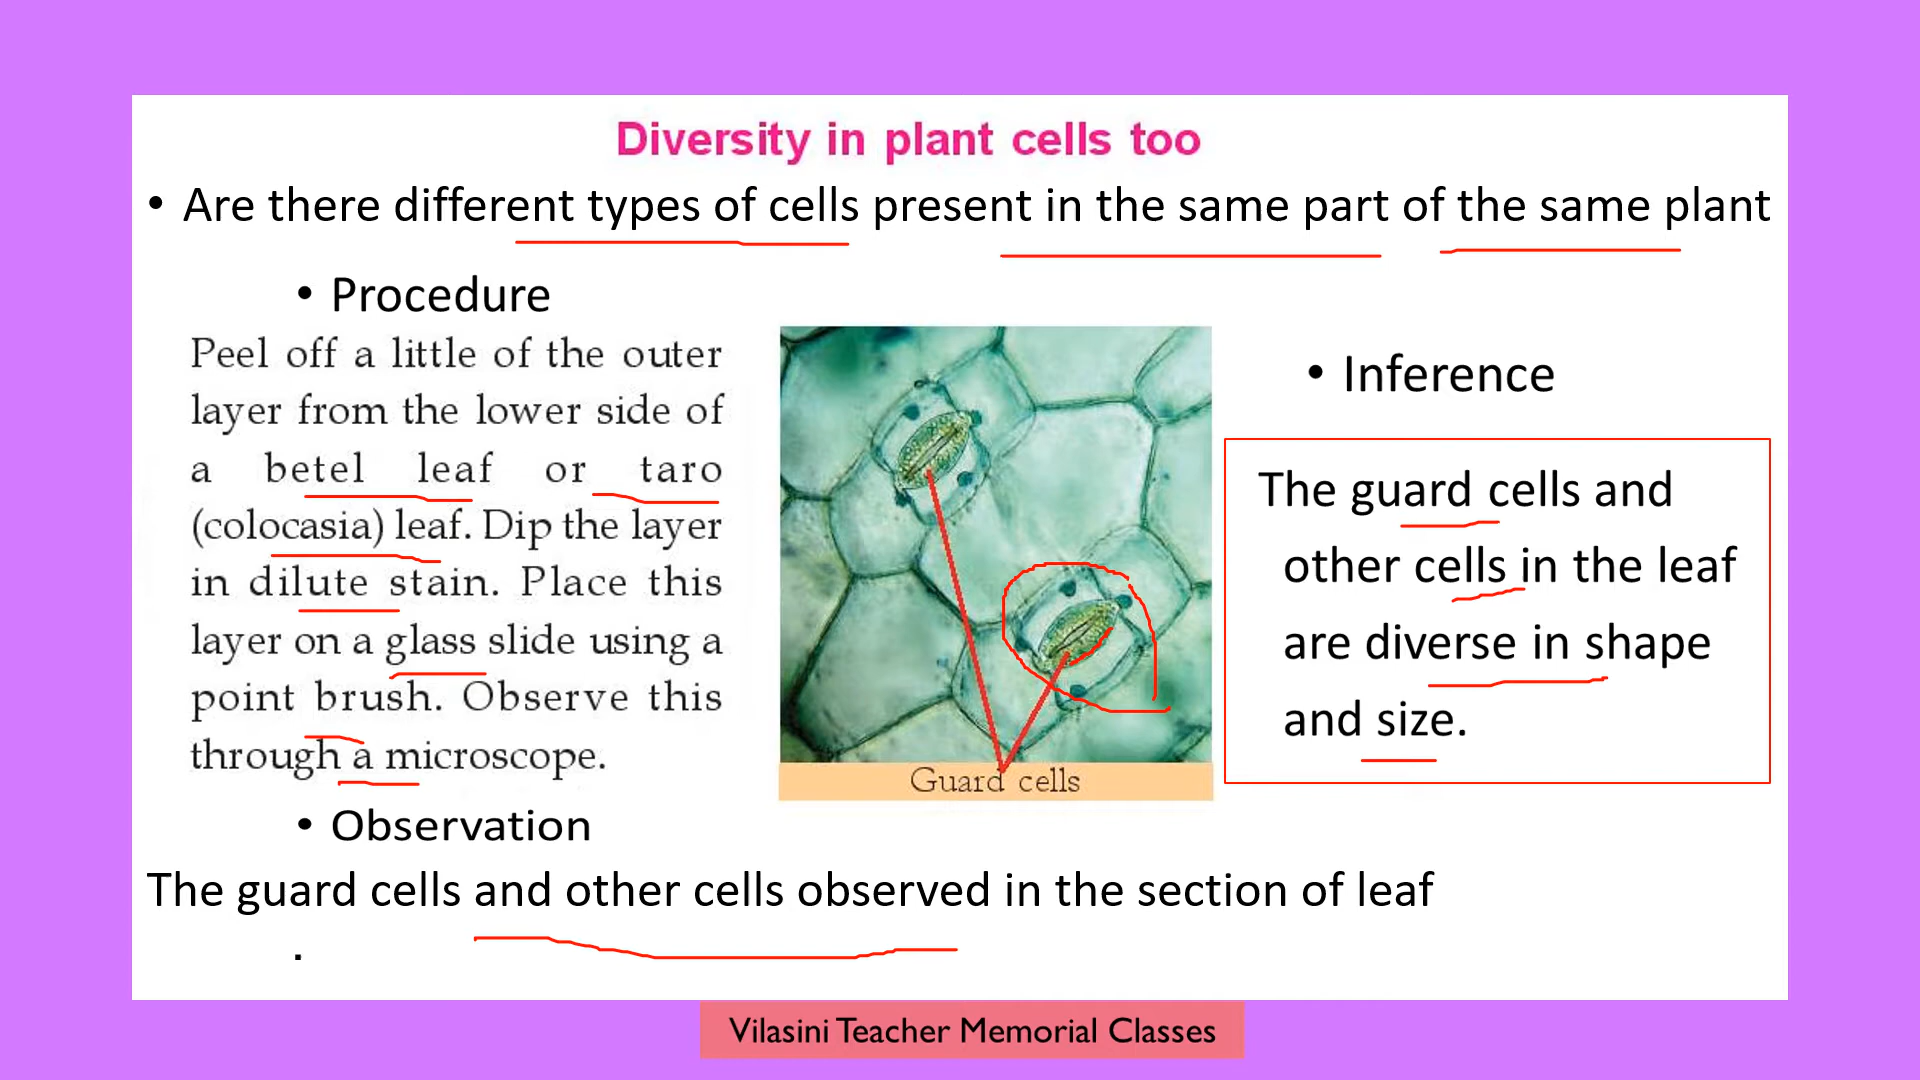 Diversity in plant cells too
• Are there different types of cells present in the same part of the same plant
• Procedure
Peel off a little of the outer
layer from the lower side of
a betel leaf or taro
(colocasia) leaf. Dip the layer
in dilute stain. Place this
layer on a glass slide using a
point brush. Observe this
through a microscope.
Guard cells
• Inference
The guard cells and
other cells in the leaf
are diverse in shape
and size.
• Observation
The guard cells and other cells observed in the section of leaf
.
Vilasini Teacher Memorial Classes